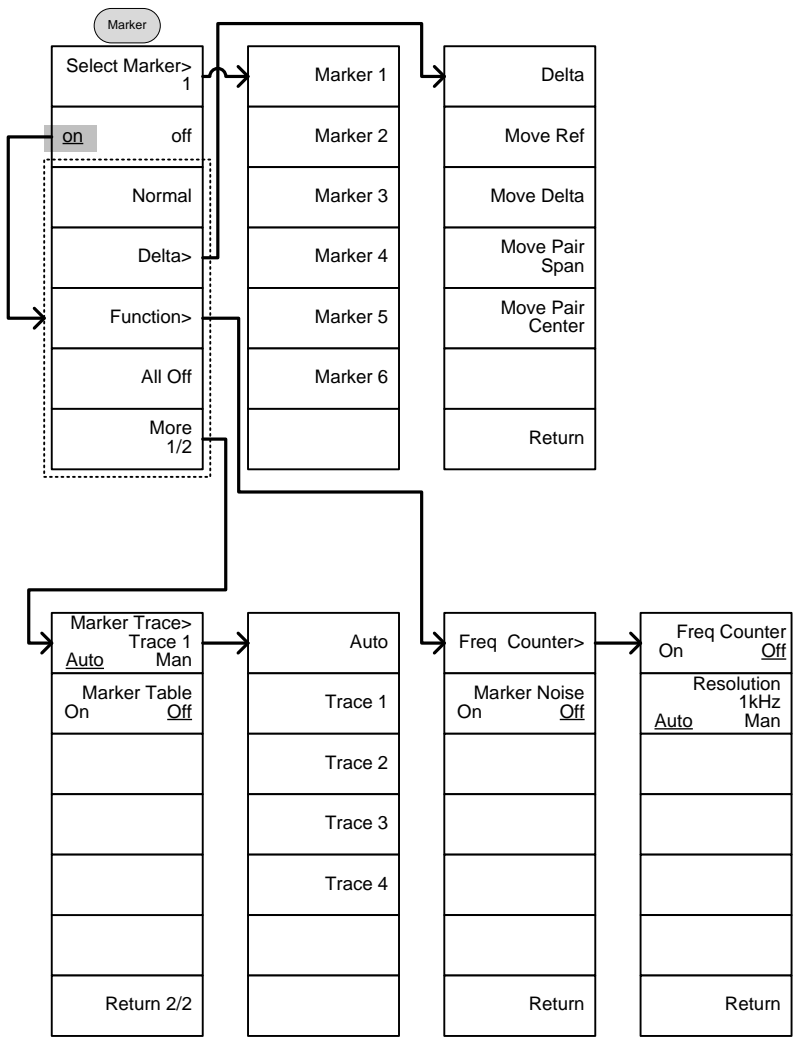 Marker
Select Marker>
1
on off
Normal
Delta>
Function>
All Off
More
1/2
Marker 1
Marker 2
Marker 3
Marker 4
Marker 5
Marker 6
Delta
Move Ref
Move Delta
Move Pair
Span
Move Pair
Center
Return
Marker Trace>
Trace 1
Auto Man
Marker Table
On Off
Return 2/2
Auto
Trace 1
Trace 2
Trace 3
Trace 4
Freq Counter>
Marker Noise
On Off
Return
Freq Counter
On Off
Resolution
1kHz
Auto Man
Return